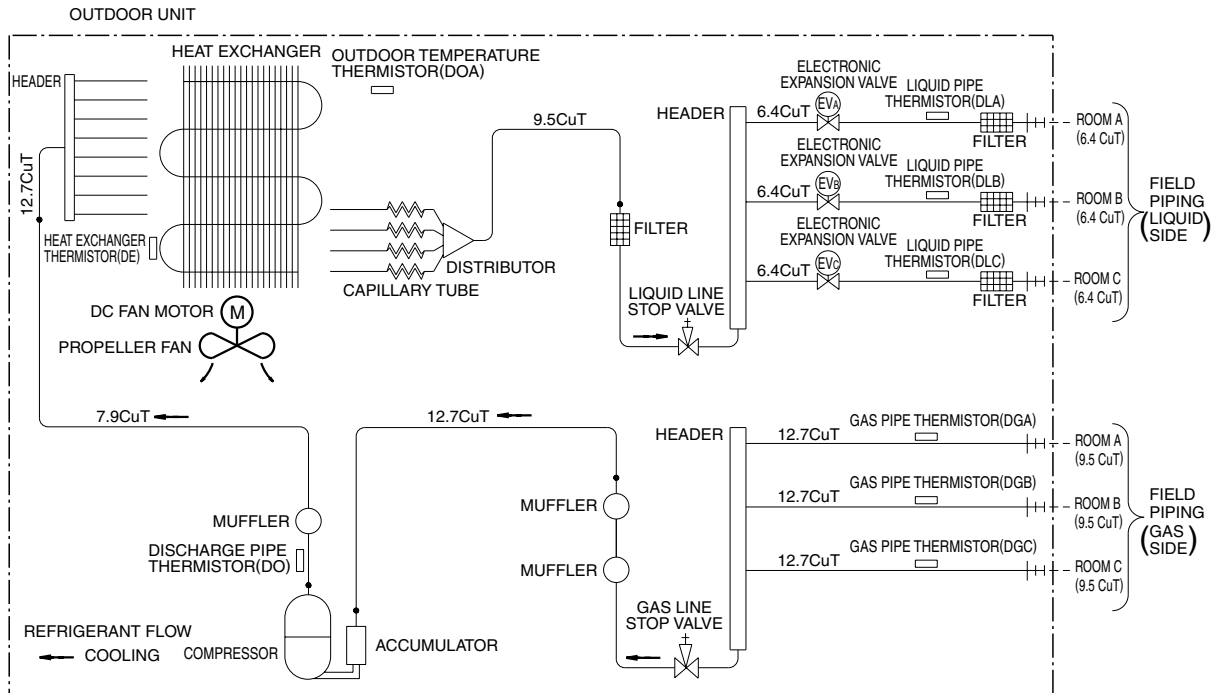 OUTDOOR UNIT
HEAT EXCHANGER
HEADER
OUTDOOR TEMPERATURE
THERMISTOR(DOA)
12.7CuT
HEAT EXCHANGER
THERMISTOR(DE)
CAPILLARY TUBE
DISTRIBUTOR
9.5CuT
FILTER
LIQUID LINE
STOP VALVE
DC FAN MOTOR
M
PROPELLER FAN
HEADER
6.4CuT
ELECTRONIC
EXPANSION VALVE
EVA
LIQUID PIPE
THERMISTOR(DLA)
FILTER
ROOM A
(6.4 CuT)
6.4CuT
ELECTRONIC
EXPANSION VALVE
EVB
LIQUID PIPE
THERMISTOR(DLB)
FILTER
ROOM B
(6.4 CuT)
6.4CuT
ELECTRONIC
EXPANSION VALVE
EVC
LIQUID PIPE
THERMISTOR(DLC)
FILTER
ROOM C
(6.4 CuT)
FIELD
PIPING
(LIQUID
SIDE)
7.9CuT
12.7CuT
MUFFLER
DISCHARGE PIPE
THERMISTOR(DO)
COMPRESSOR
ACCUMULATOR
MUFFLER
MUFFLER
GAS LINE
STOP VALVE
HEADER
12.7CuT
GAS PIPE THERMISTOR(DGA)
ROOM A
(9.5 CuT)
12.7CuT
GAS PIPE THERMISTOR(DGB)
ROOM B
(9.5 CuT)
12.7CuT
GAS PIPE THERMISTOR(DGC)
ROOM C
(9.5 CuT)
FIELD
PIPING
(GAS
SIDE)
REFRIGERANT FLOW
COOLING